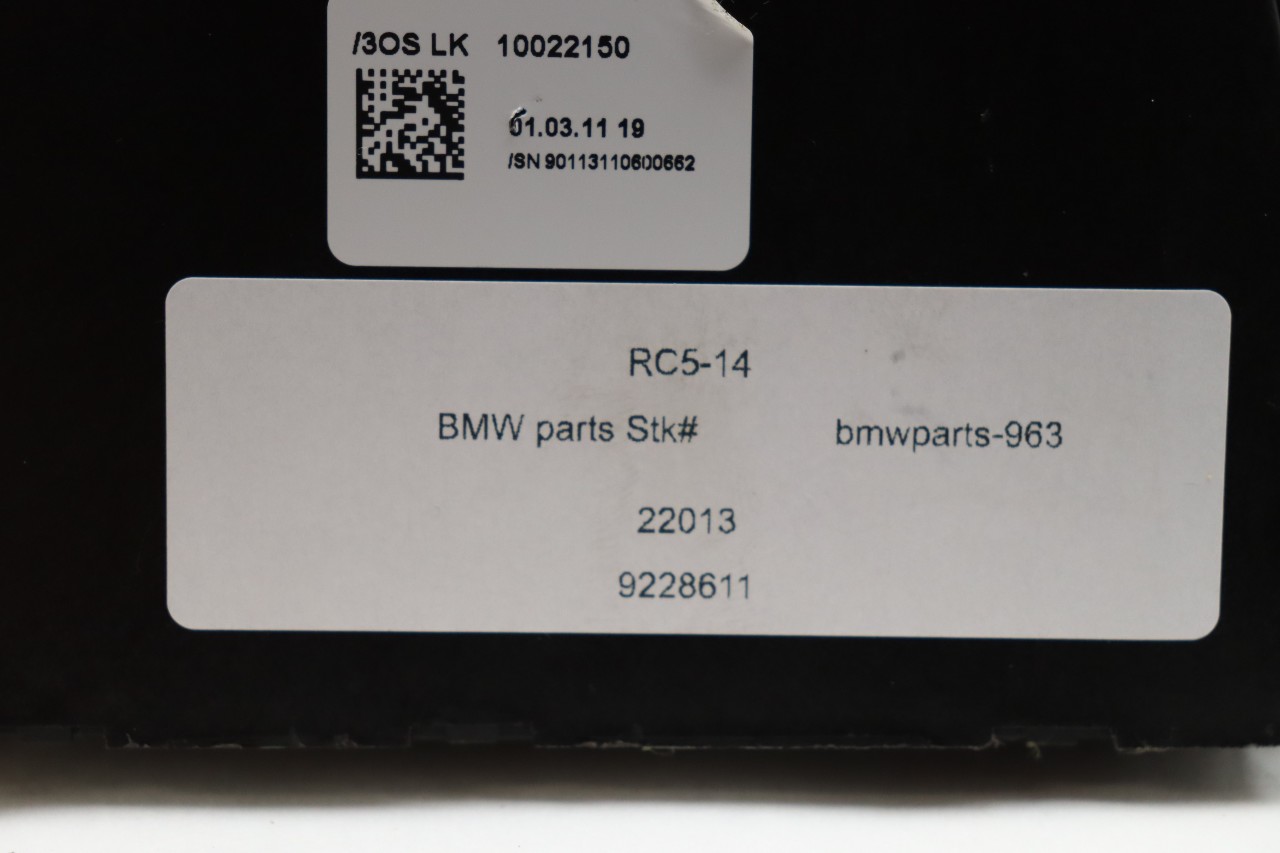 /3OS LK 10022150
01.03.11 19
/SN 90113110600662
RC5-14
BMW parts Stk# bmwparts-963
22013
9228611